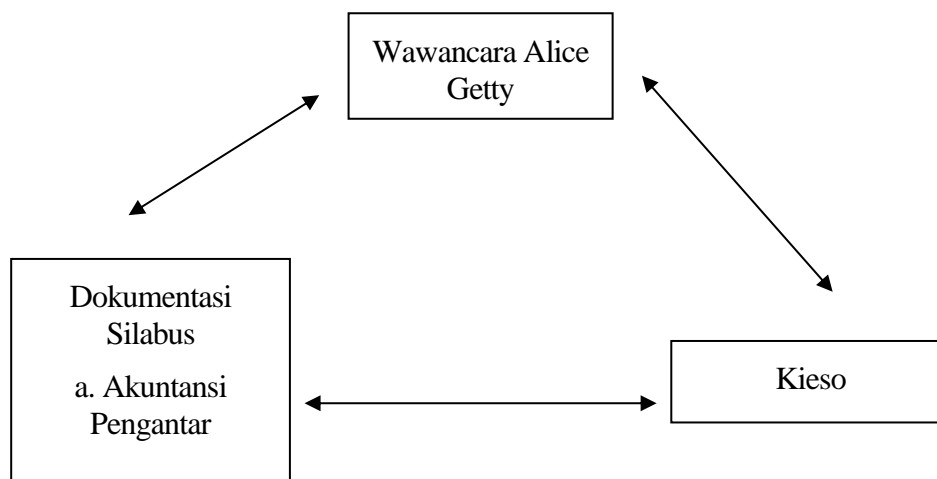 Wawancara Alice
Getty
Dokumentasi
Silabus
a. Akuntansi
Pengantar
Kieso